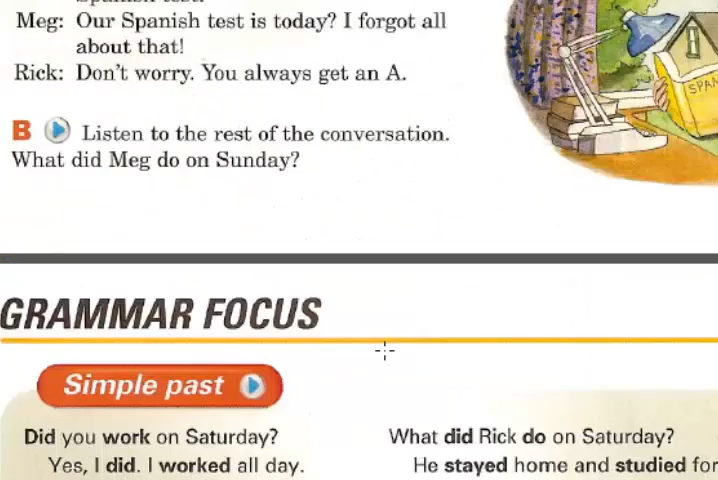 Meg: Our Spanish test is today? I forgot all
about that!
Rick: Don't worry. You always get an A.
B Listen to the rest of the conversation.
What did Meg do on Sunday?
GRAMMAR FOCUS
Simple past
Did you work on Saturday?
Yes, I did. I worked all day.
What did Rick do on Saturday?
He stayed home and studied for